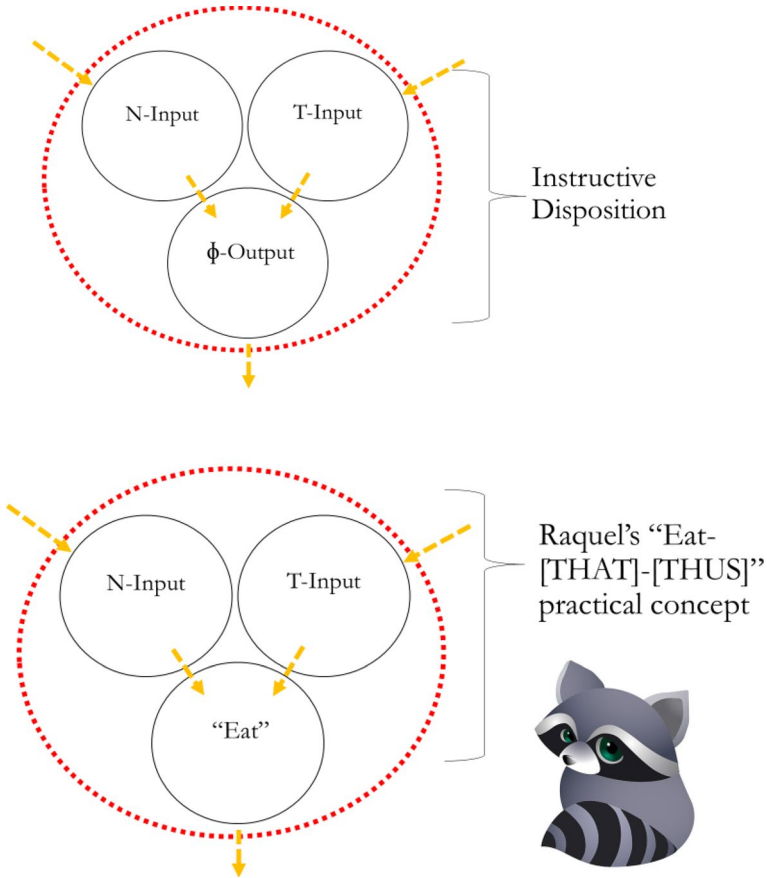 N-Input
T-Input
ϕ-Output
Instructive
Disposition
N-Input
T-Input
“Eat”
Raquel’s “Eat-
[THAT]-[THUS]”
practical concept